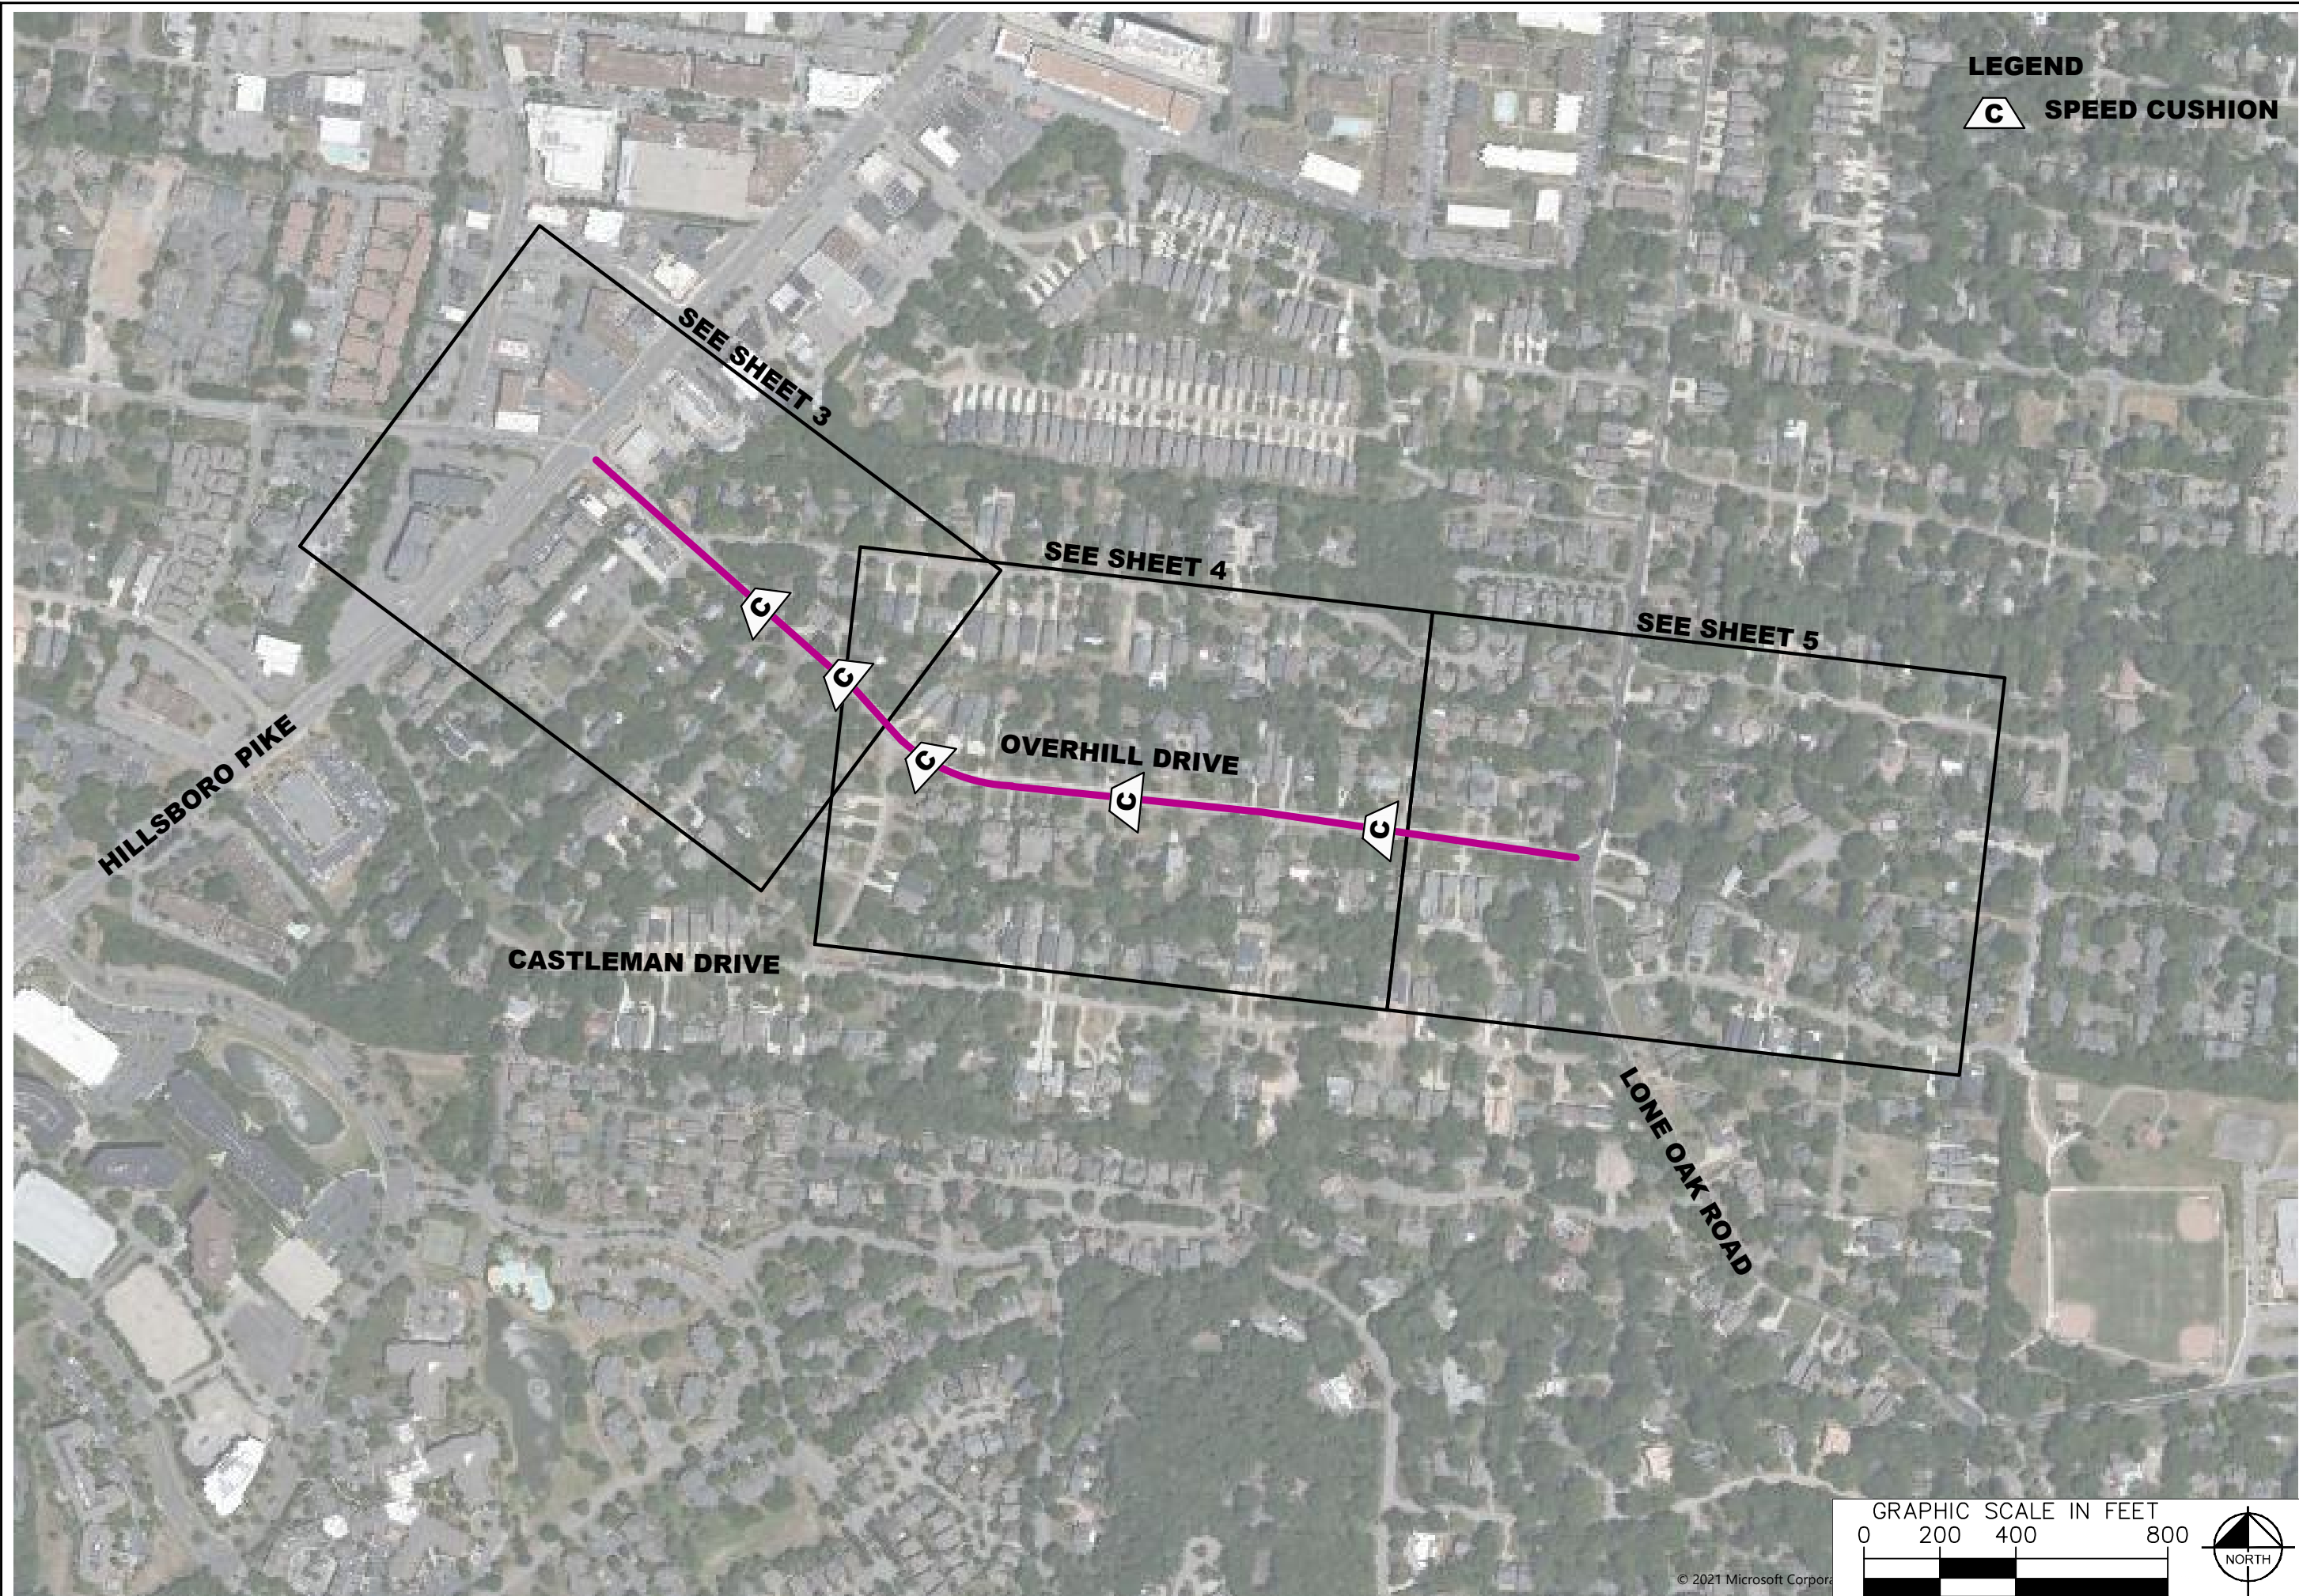 LEGEND
C SPEED CUSHION
SEE SHEET 3
SEE SHEET 4
SEE SHEET 5
C
C
C
C
C
OVERHILL DRIVE
HILLSBORO PIKE
CASTLEMAN DRIVE
LONE OAK ROAD
GRAPHIC SCALE IN FEET
0 200 400 800
NORTH
© 2021 Microsoft Corpora